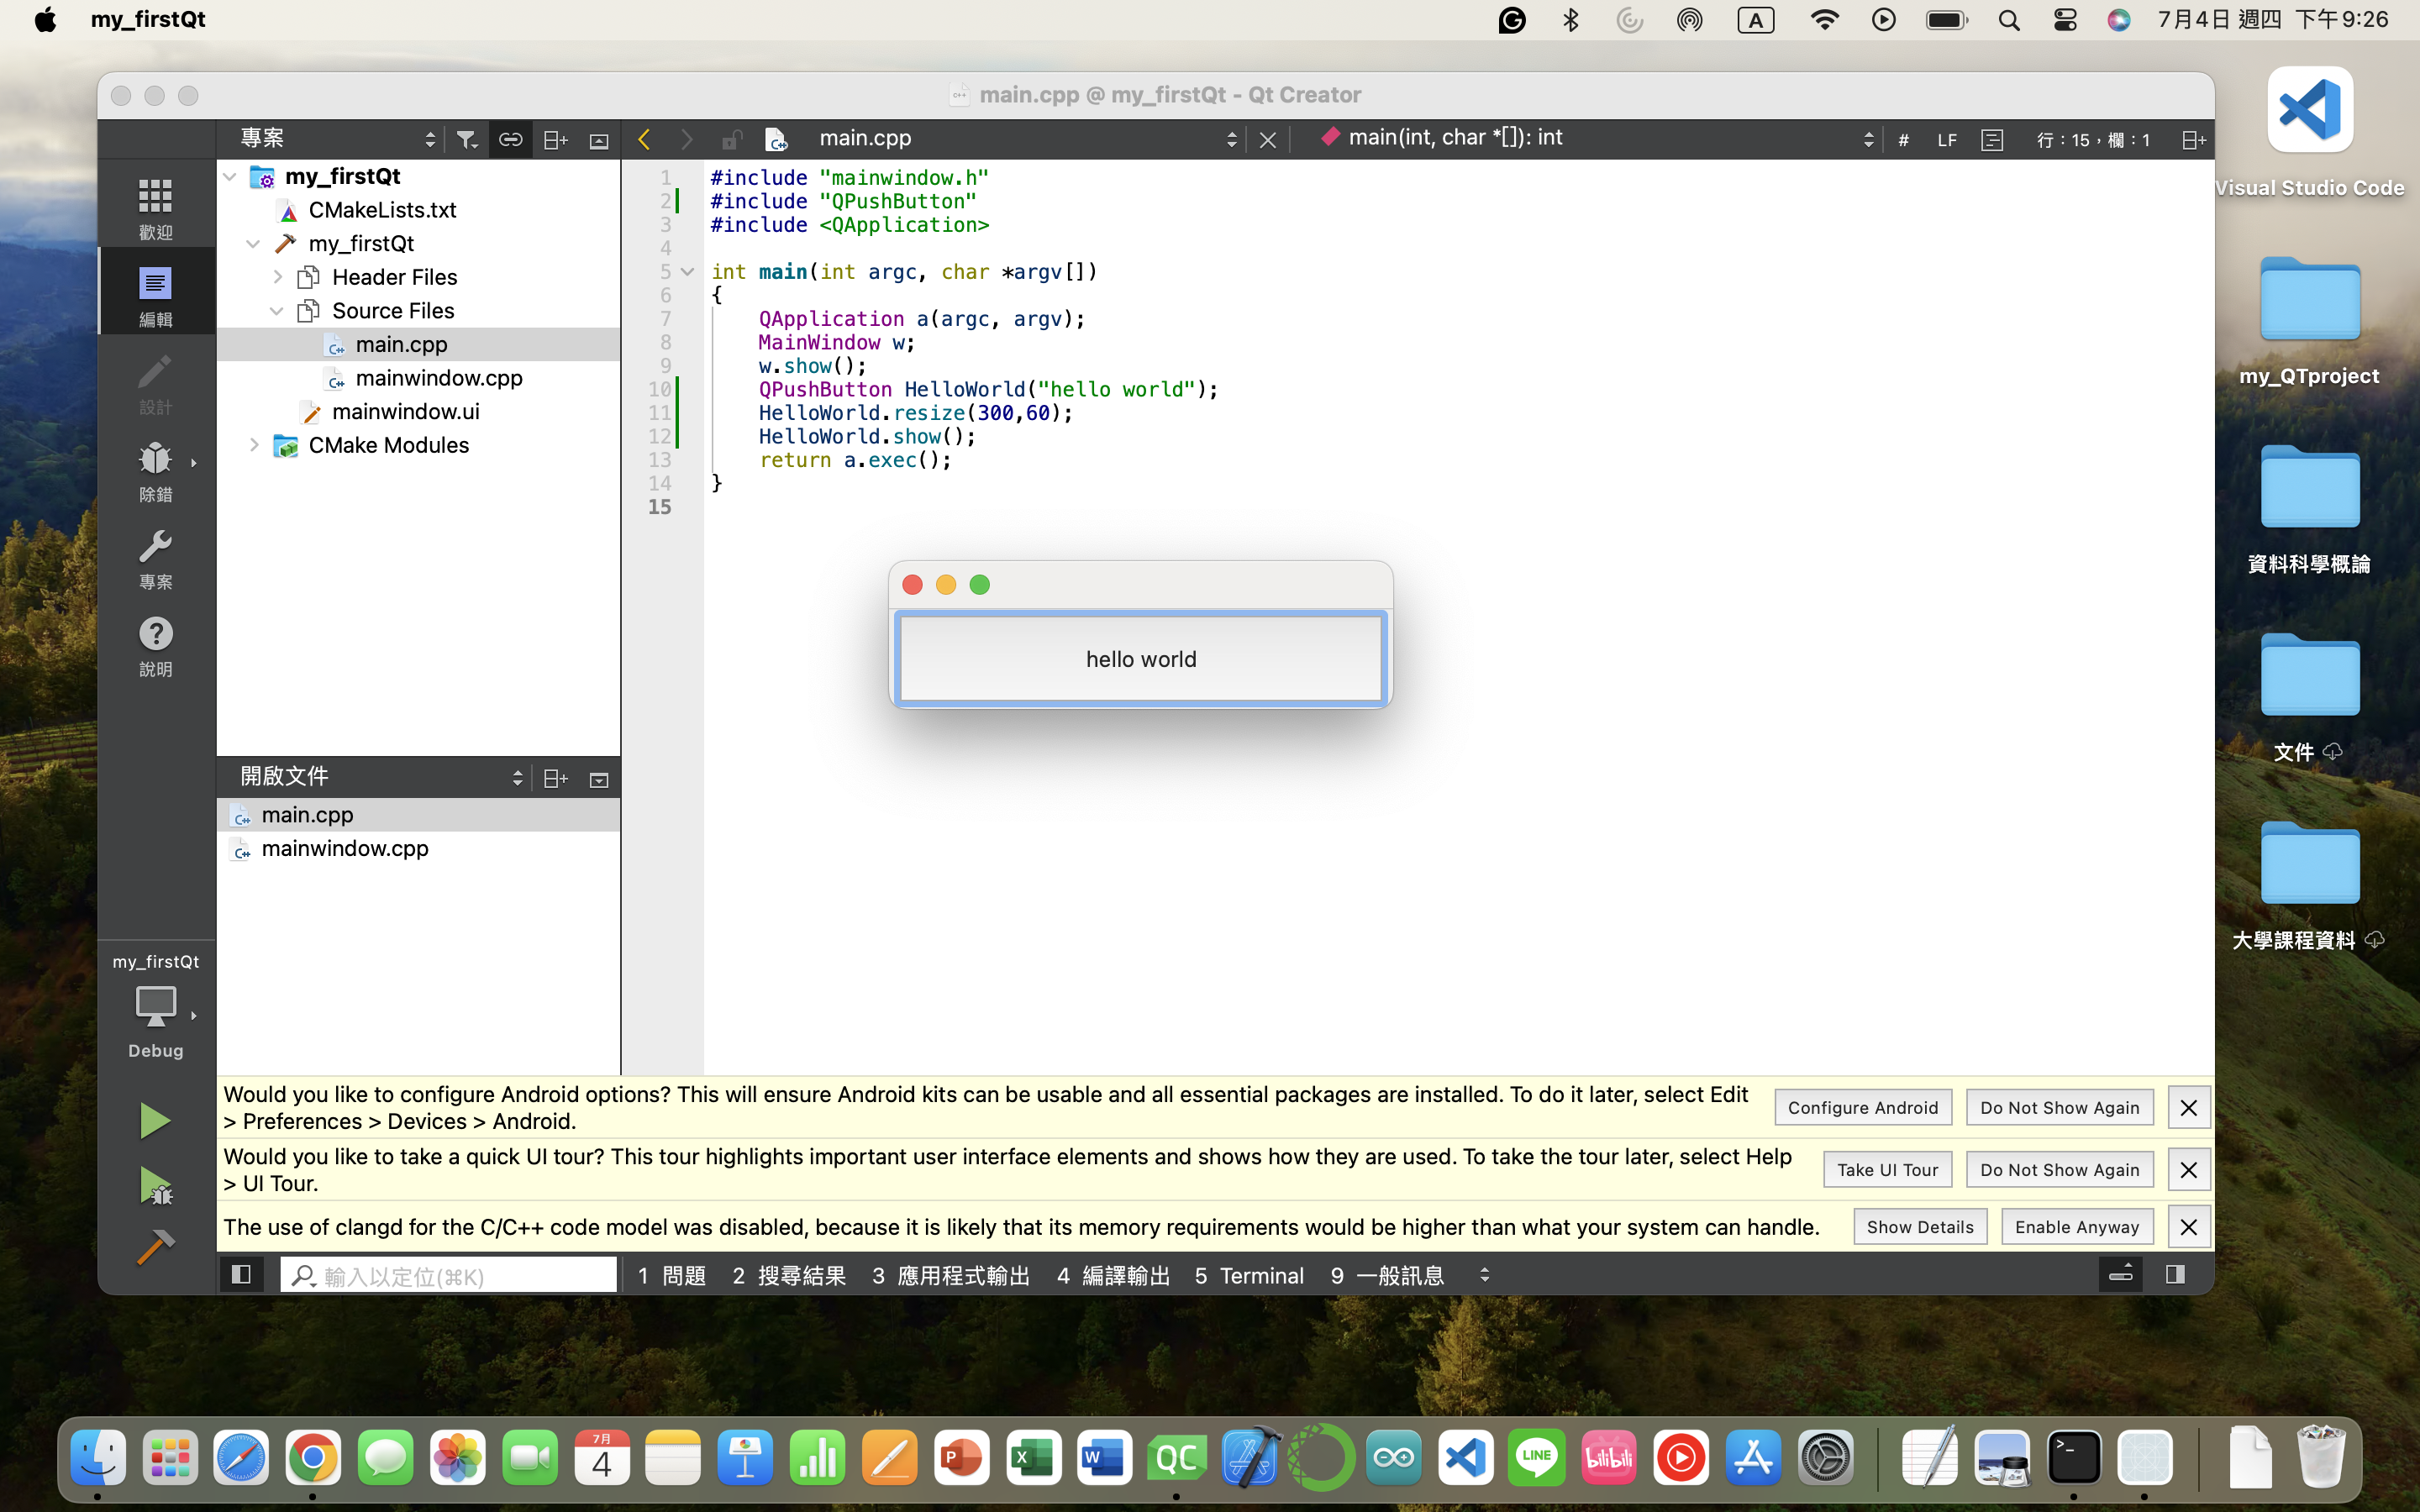 my_firstQt
A
7月4日 週四 下午9:26
main.cpp @ my_firstQt - Qt Creator
專案
main.cpp
main(int, char *[]): int
# LF 行：15，欄：1
歡迎
編輯
設計
除錯
專案
說明
my_firstQt
CMakeLists.txt
my_firstQt
Header Files
Source Files
main.cpp
mainwindow.cpp
mainwindow.ui
CMake Modules
1 #include "mainwindow.h"
2 #include "QPushButton"
3 #include <QApplication>
4
5 int main(int argc, char *argv[])
6 {
7 QApplication a(argc, argv);
8 MainWindow w;
9 w.show();
10 QPushButton HelloWorld("hello world");
11 HelloWorld.resize(300,60);
12 HelloWorld.show();
13 return a.exec();
14 }
15
hello world
開啟文件
main.cpp
mainwindow.cpp
my_firstQt
Debug
Would you like to configure Android options? This will ensure Android kits can be usable and all essential packages are installed. To do it later, select Edit
> Preferences > Devices > Android.
Configure Android
Do Not Show Again
Would you like to take a quick UI tour? This tour highlights important user interface elements and shows how they are used. To take the tour later, select Help
> UI Tour.
Take UI Tour
Do Not Show Again
The use of clangd for the C/C++ code model was disabled, because it is likely that its memory requirements would be higher than what your system can handle.
Show Details
Enable Anyway
輸入以定位(⌘K)
1 問題 2 搜尋結果 3 應用程式輸出 4 編譯輸出 5 Terminal 9 一般訊息
Visual Studio Code
my_QTproject
資料科學概論
文件
大學課程資料
7月
4
P
X
W
QC
LINE
bilibili
>_